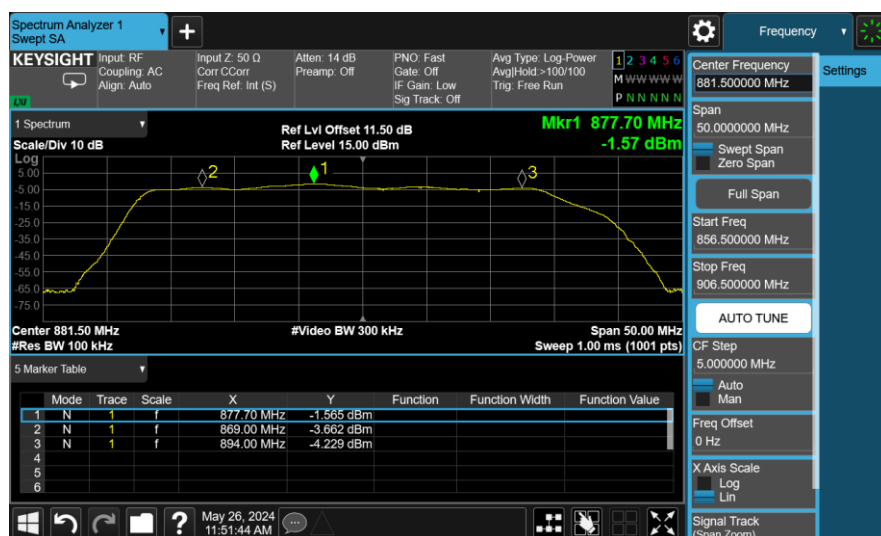 Spectrum Analyzer 1
Swept SA
Frequency
KEYSIGHT
LXI
Input: RF
Coupling: AC
Align: Auto
Input Z: 50 Ω
Corr CCorr
Freq Ref: Int (S)
Atten: 14 dB
Preamp: Off
PNO: Fast
Gate: Off
IF Gain: Low
Sig Track: Off
Avg Type: Log-Power
Avg|Hold:>100/100
Trig: Free Run
1 2 3 4 5 6
M W W W W W
P N N N N N
1 Spectrum
Scale/Div 10 dB
Ref Lvl Offset 11.50 dB
Ref Level 15.00 dBm
Mkr1 877.70 MHz
-1.57 dBm
Log
5.00
-5.00
-15.0
-25.0
-35.0
-45.0
-55.0
-65.0
-75.0
2
1
3
Center 881.50 MHz
#Res BW 100 kHz
#Video BW 300 kHz
Span 50.00 MHz
Sweep 1.00 ms (1001 pts)
5 Marker Table
Mode Trace Scale X Y Function Function Width Function Value
1 N 1 f 877.70 MHz -1.565 dBm
2 N 1 f 869.00 MHz -3.662 dBm
3 N 1 f 894.00 MHz -4.229 dBm
4
5
6
?
May 26, 2024
11:51:44 AM
Center Frequency
881.500000 MHz
Settings
Span
50.0000000 MHz
Swept Span
Zero Span
Full Span
Start Freq
856.500000 MHz
Stop Freq
906.500000 MHz
AUTO TUNE
CF Step
5.000000 MHz
Auto
Man
Freq Offset
0 Hz
X Axis Scale
Log
Lin
Signal Track
(Span Zoom)